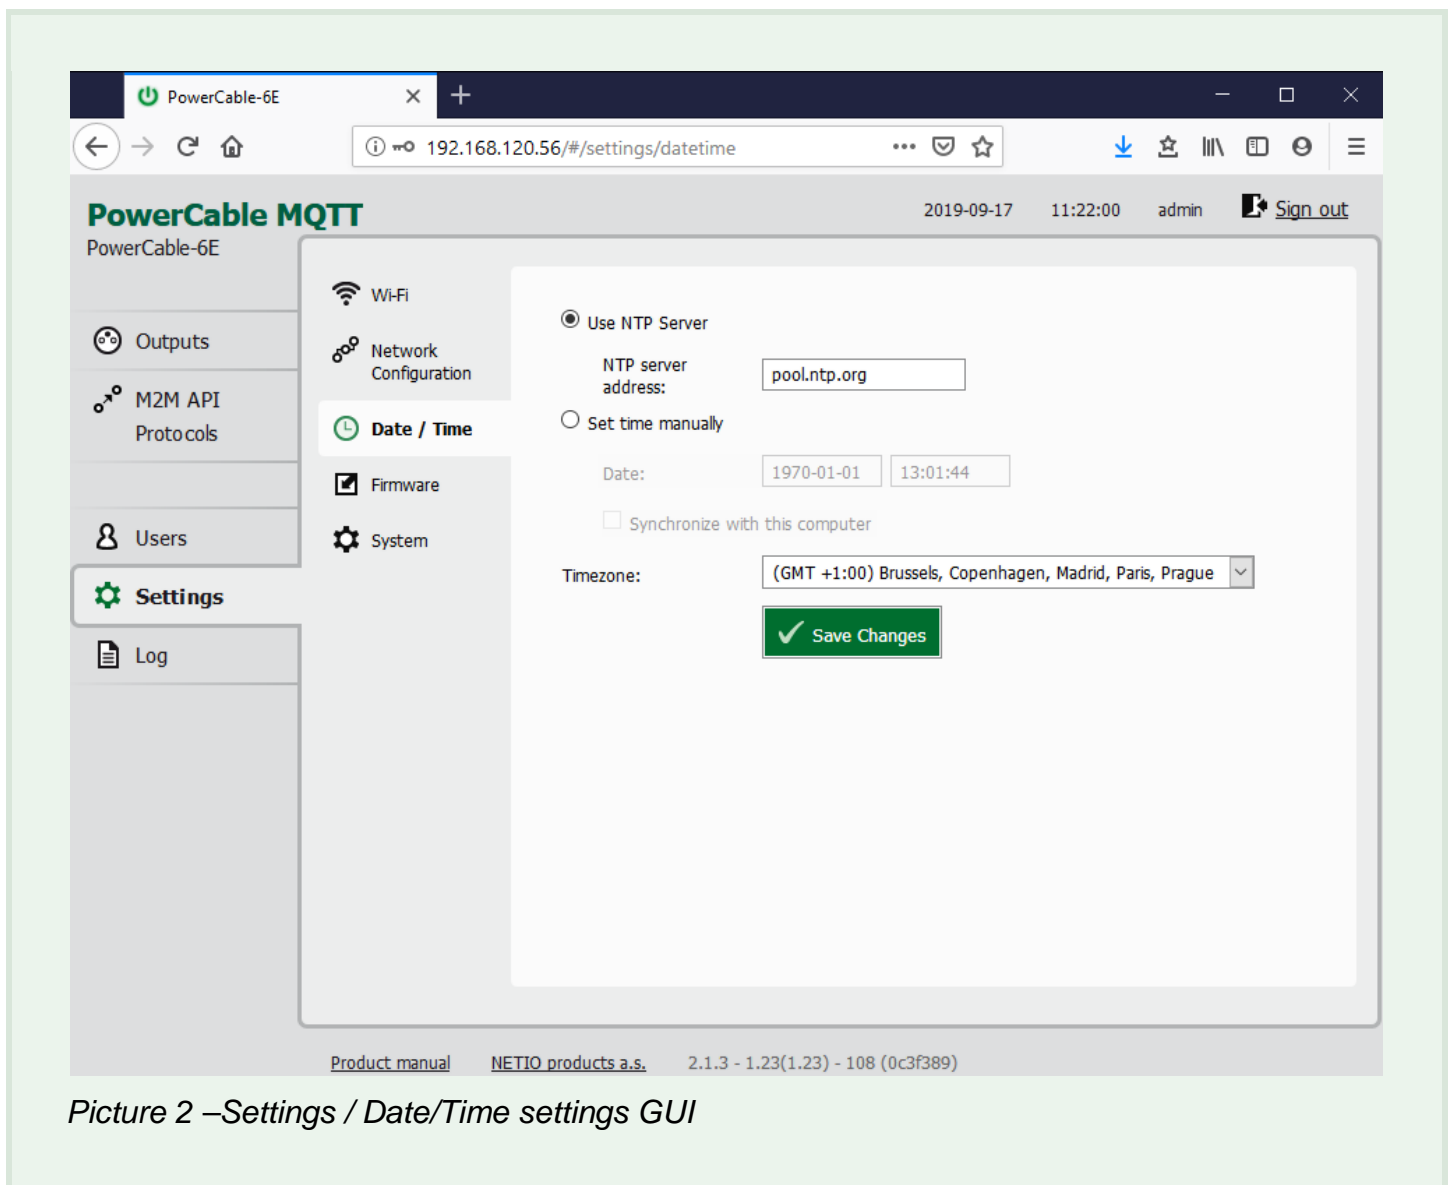 PowerCable-6E
192.168.120.56/#/settings/datetime
PowerCable MQTT
2019-09-17 11:22:00 admin Sign out
PowerCable-6E
Outputs
M2M API
Protocols
Users
Settings
Log
Wi-Fi
Network
Configuration
Date / Time
Firmware
System
Use NTP Server
NTP server
address:
pool.ntp.org
Set time manually
Date: 1970-01-01 13:01:44
Synchronize with this computer
Timezone: (GMT +1:00) Brussels, Copenhagen, Madrid, Paris, Prague
Save Changes
Product manual NETIO products a.s. 2.1.3 - 1.23(1.23) - 108 (0c3f389)
Picture 2 –Settings / Date/Time settings GUI